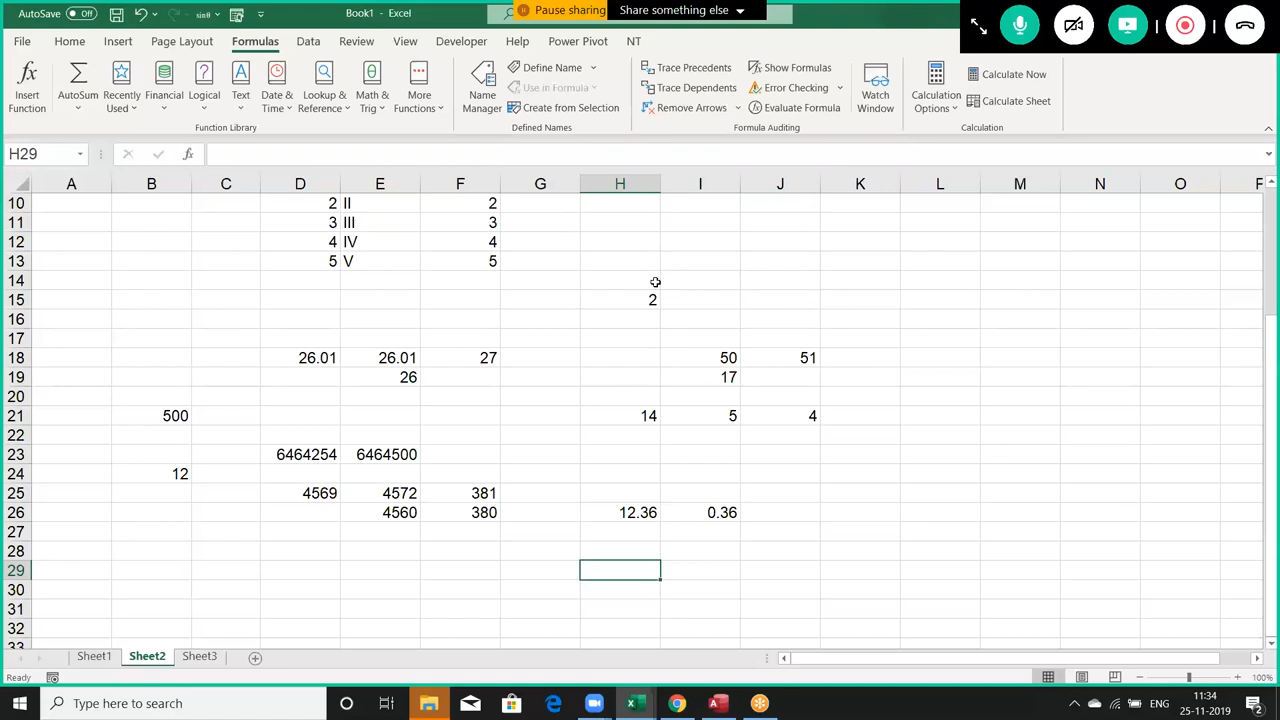 AutoSave Off sinθ Book1 - Excel Pause sharing Share something else
File Home Insert Page Layout Formulas Data Review View Developer Help Power Pivot NT
Insert Function AutoSum Recently Used Financial Logical Text Date & Time Lookup & Reference Math & Trig More Functions Name Manager Define Name Use in Formula Create from Selection Trace Precedents Trace Dependents Remove Arrows Show Formulas Error Checking Evaluate Formula Watch Window Calculation Options Calculate Now Calculate Sheet
Function Library Defined Names Formula Auditing Calculation
H29 fx
A B C D E F G H I J K L M N O P
10 2 II 2
11 3 III 3
12 4 IV 4
13 5 V 5
14
15 2
16
17
18 26.01 26.01 27 50 51
19 26 17
20
21 500 14 5 4
22
23 6464254 6464500
24 12
25 4569 4572 381
26 4560 380 12.36 0.36
27
28
29
30
31
32
33
Sheet1 Sheet2 Sheet3
Ready 100%
Type here to search ENG 11:34
25-11-2019 2